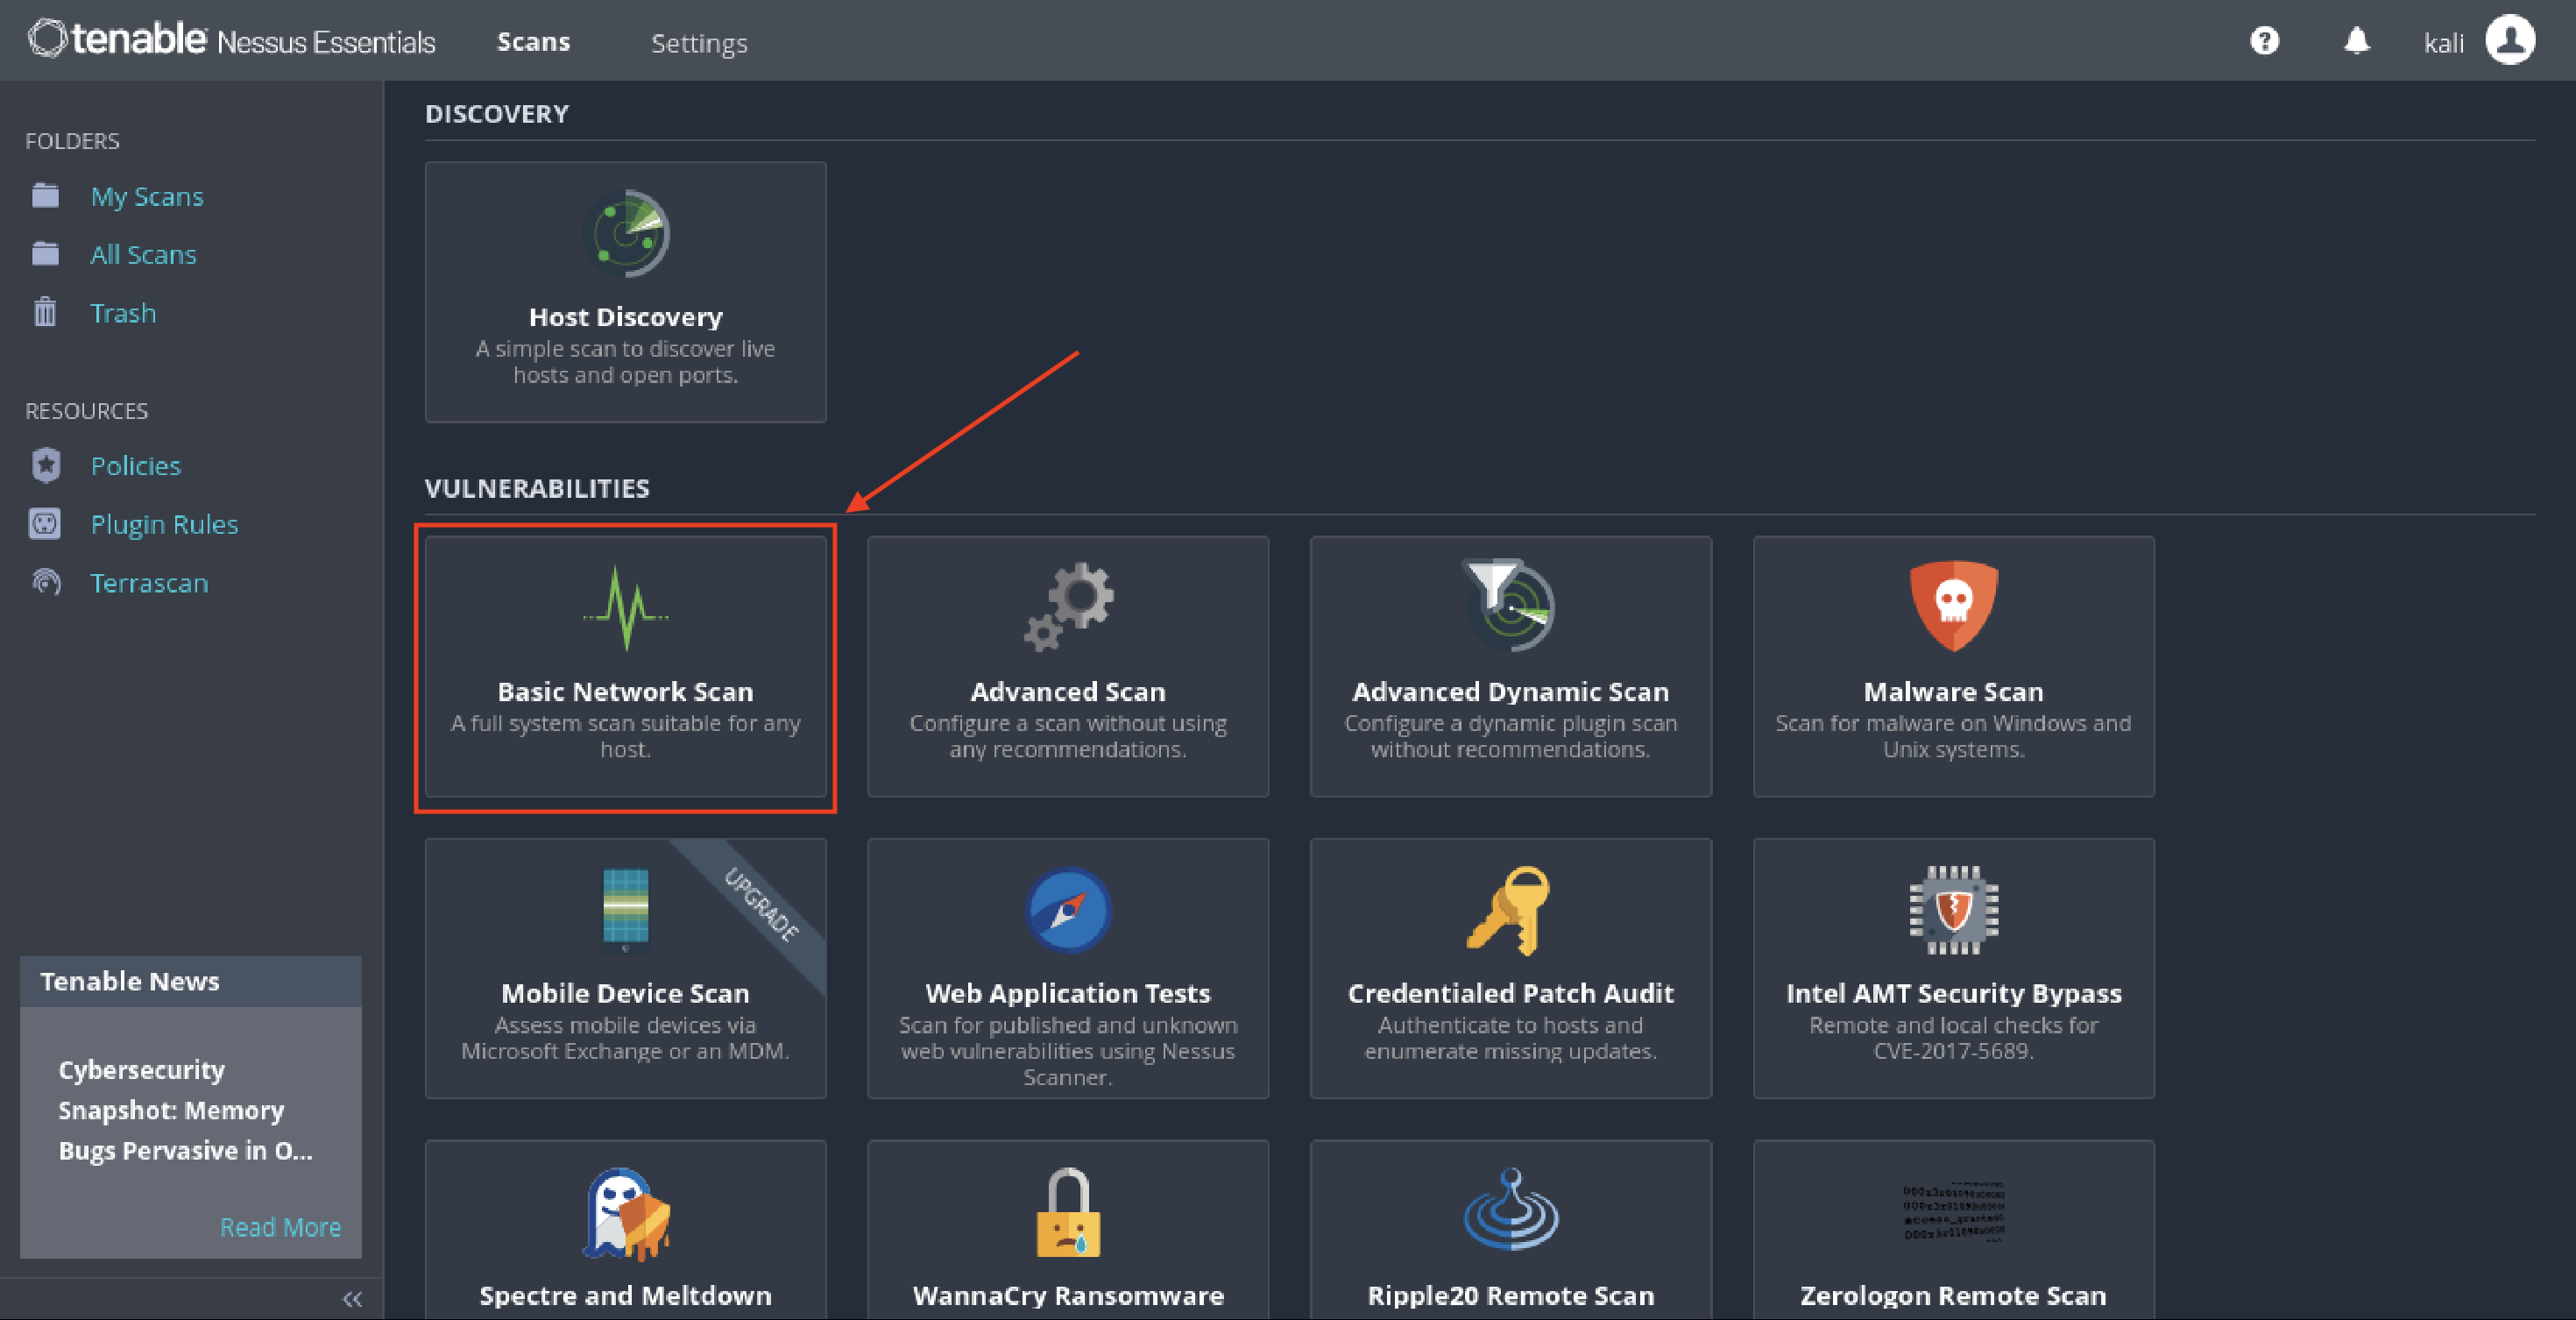 tenable Nessus Essentials
Scans
Settings
kali
FOLDERS
My Scans
All Scans
Trash
RESOURCES
Policies
Plugin Rules
Terrascan
Tenable News
Cybersecurity
Snapshot: Memory
Bugs Pervasive in O...
Read More
DISCOVERY
Host Discovery
A simple scan to discover live
hosts and open ports.
VULNERABILITIES
Basic Network Scan
A full system scan suitable for any
host.
Advanced Scan
Configure a scan without using
any recommendations.
Advanced Dynamic Scan
Configure a dynamic plugin scan
without recommendations.
Malware Scan
Scan for malware on Windows and
Unix systems.
UPGRADE
Mobile Device Scan
Assess mobile devices via
Microsoft Exchange or an MDM.
Web Application Tests
Scan for published and unknown
web vulnerabilities using Nessus
Scanner.
Credentialed Patch Audit
Authenticate to hosts and
enumerate missing updates.
Intel AMT Security Bypass
Remote and local checks for
CVE-2017-5689.
Spectre and Meltdown
WannaCry Ransomware
Ripple20 Remote Scan
Zerologon Remote Scan